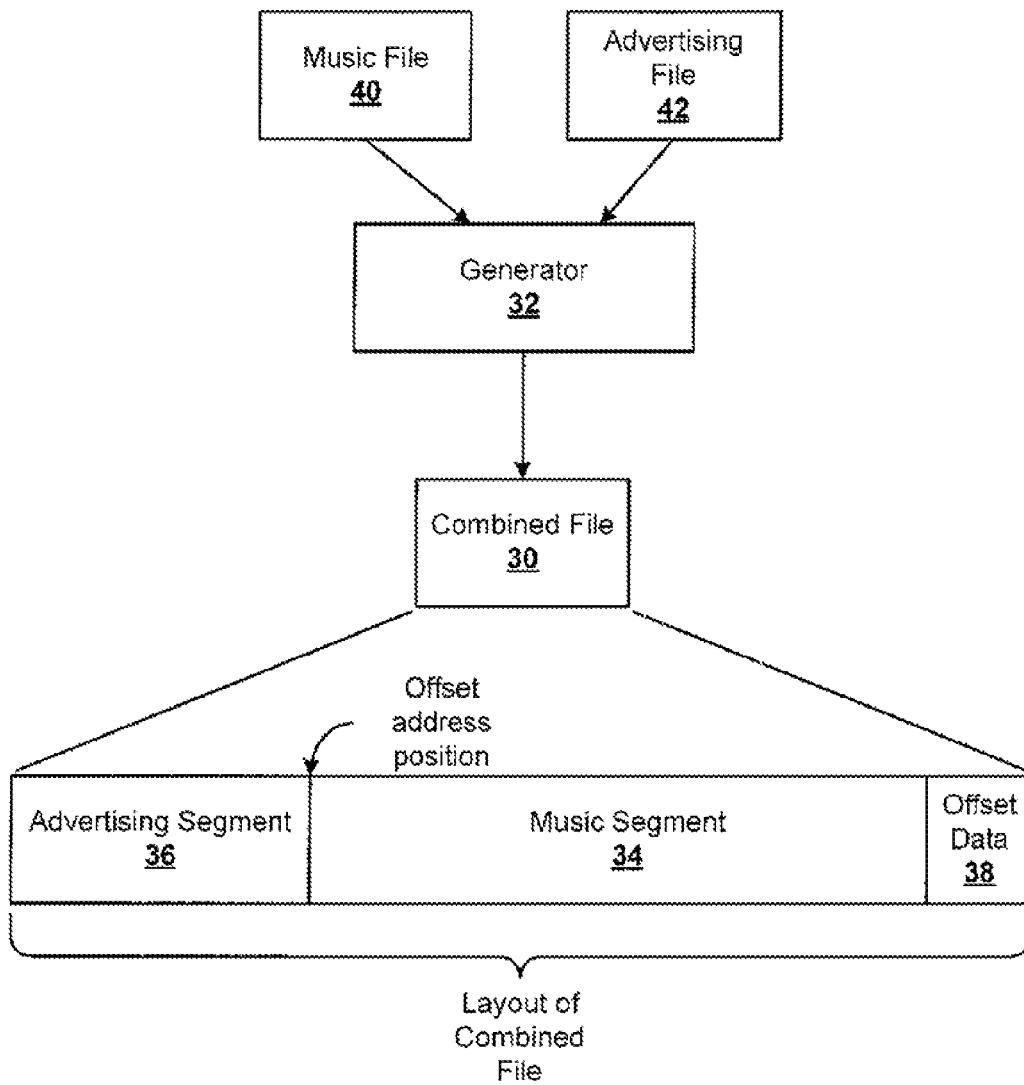 Music File
40
Advertising
File
42
Generator
32
Combined File
30
Offset
address
position
Advertising Segment
36
Music Segment
34
Offset
Data
38
Layout of
Combined
File